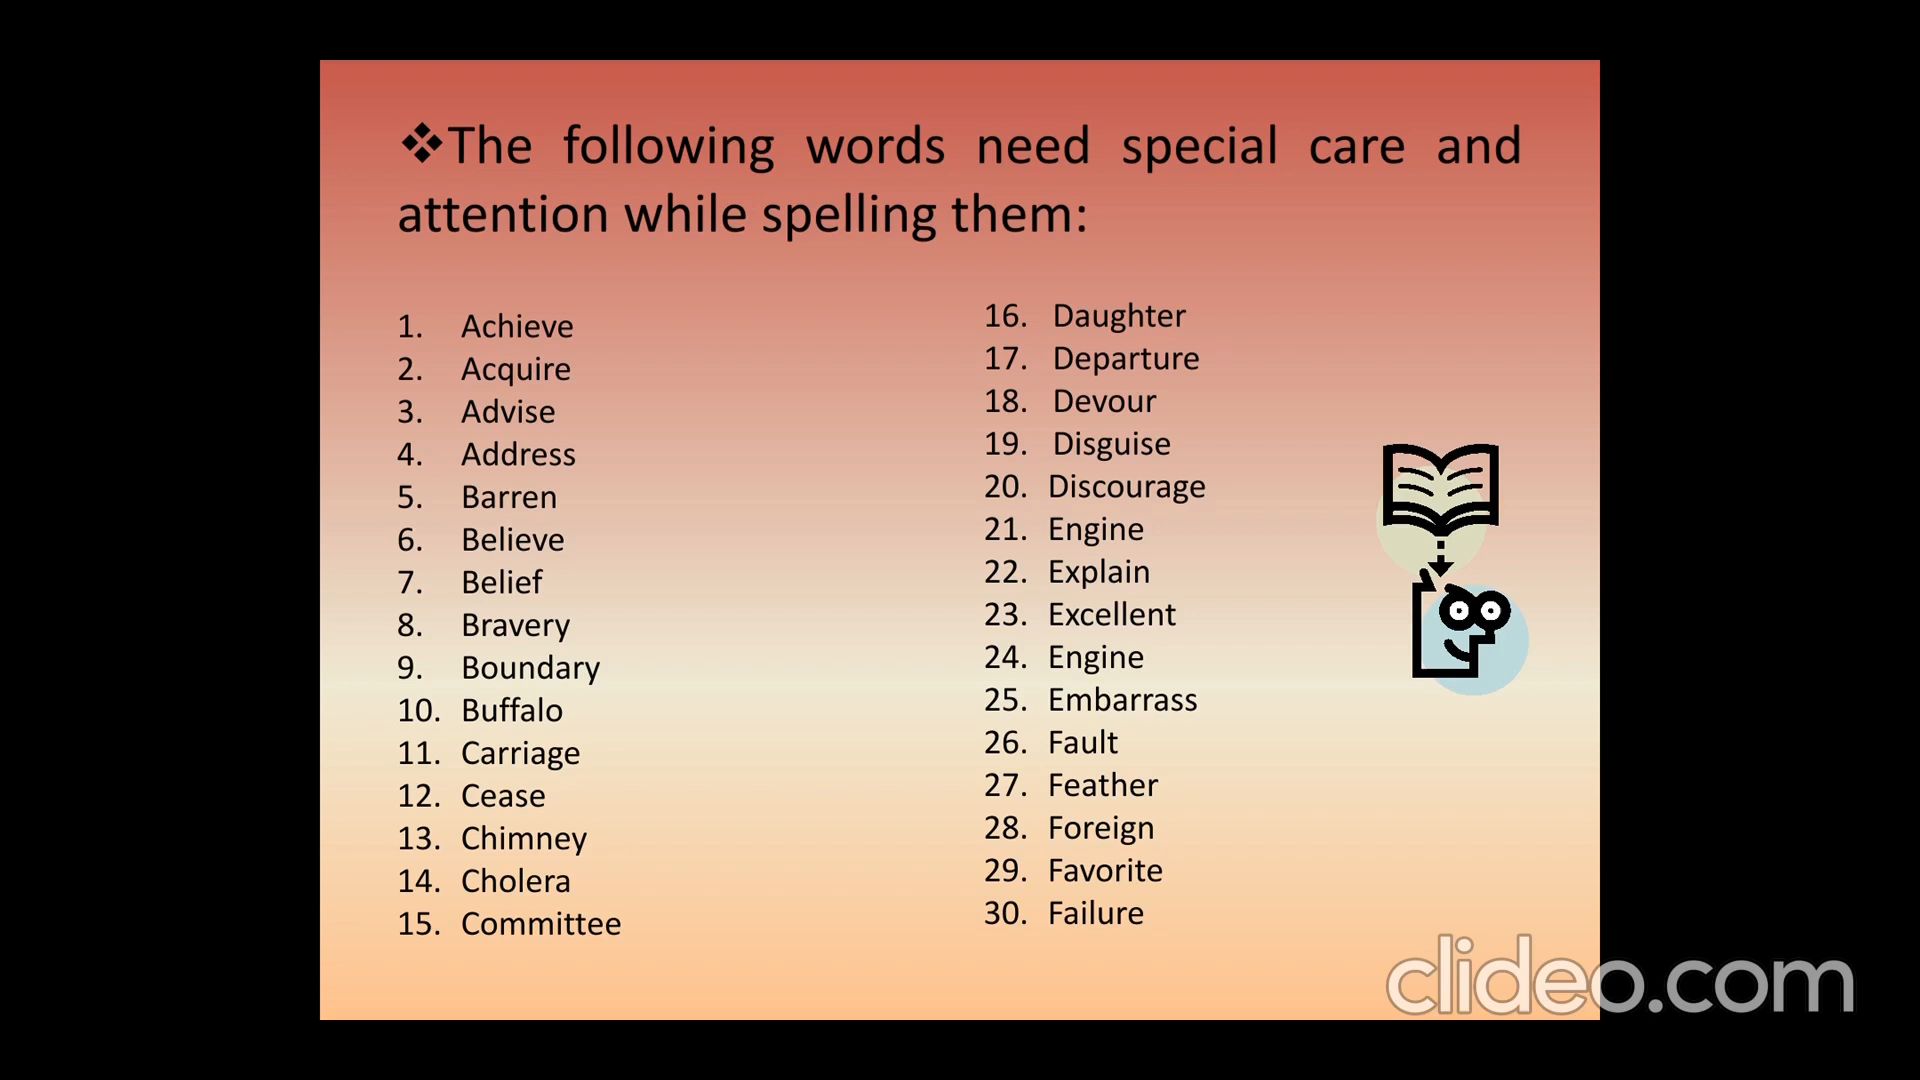 ❖The following words need special care and
attention while spelling them:
1. Achieve
2. Acquire
3. Advise
4. Address
5. Barren
6. Believe
7. Belief
8. Bravery
9. Boundary
10. Buffalo
11. Carriage
12. Cease
13. Chimney
14. Cholera
15. Committee
16. Daughter
17. Departure
18. Devour
19. Disguise
20. Discourage
21. Engine
22. Explain
23. Excellent
24. Engine
25. Embarrass
26. Fault
27. Feather
28. Foreign
29. Favorite
30. Failure
clideo.com